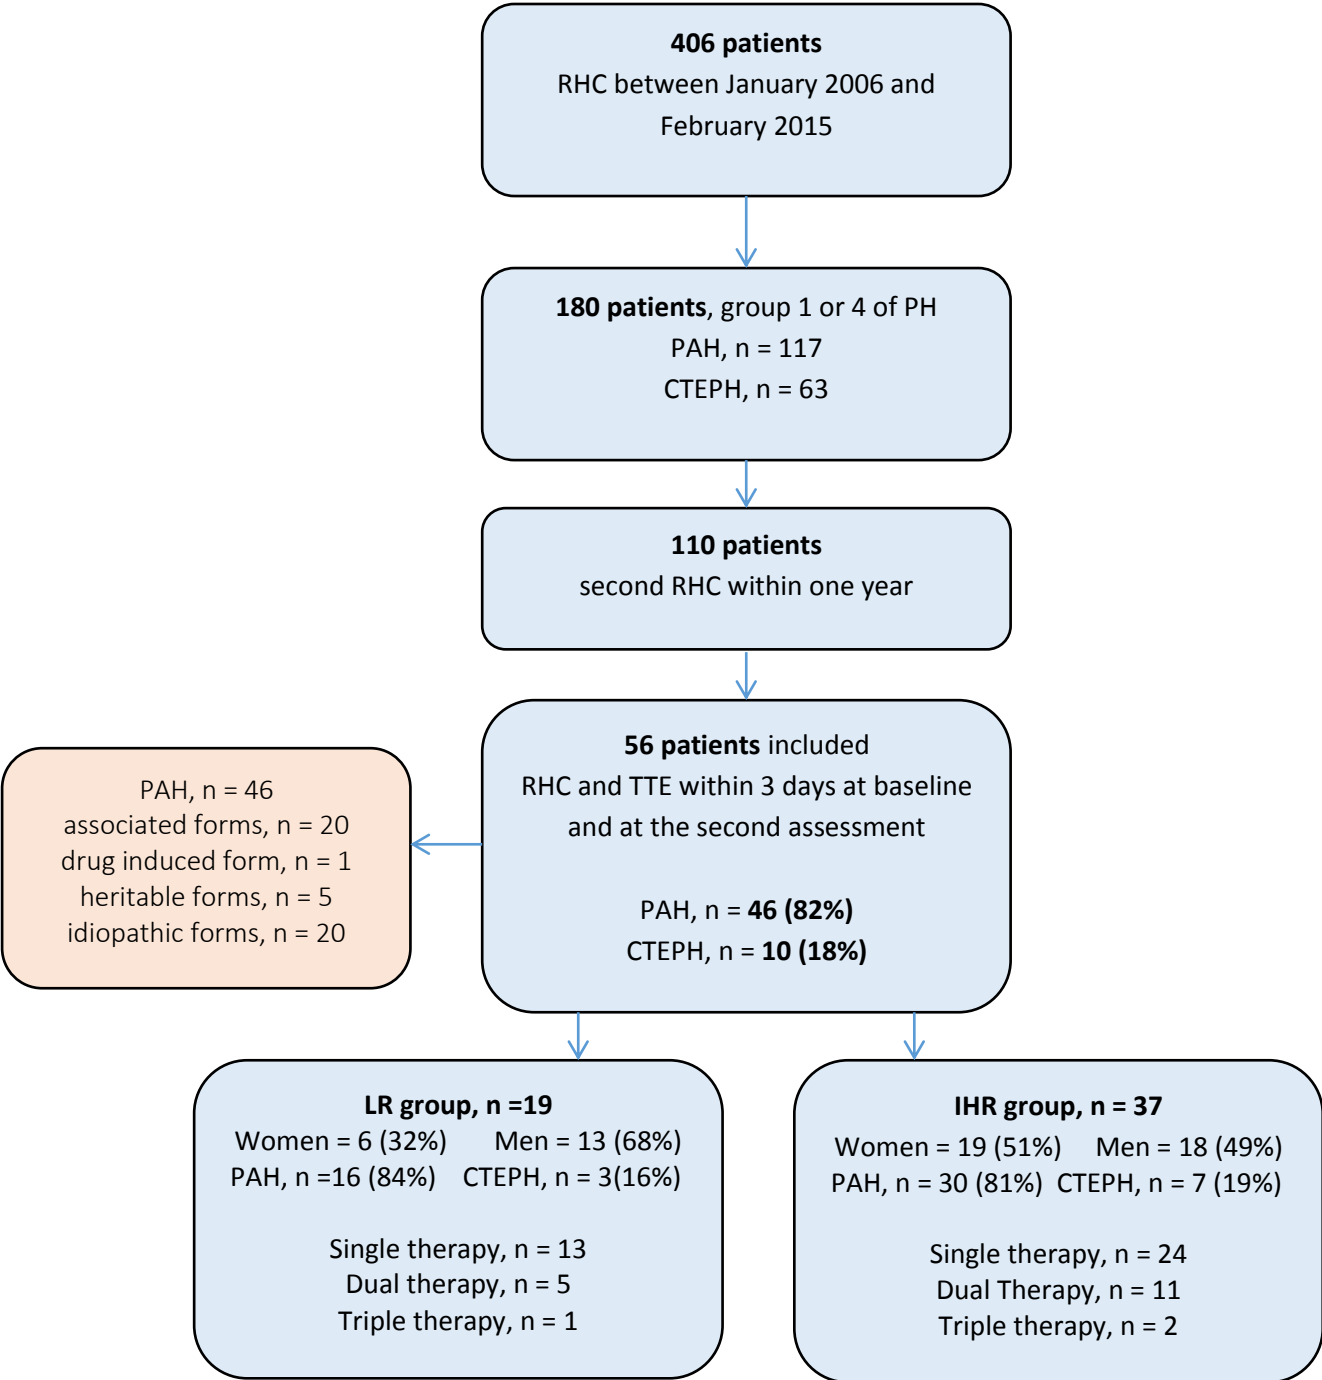 406 patients
RHC between January 2006 and
February 2015
180 patients, group 1 or 4 of PH
PAH, n = 117
CTEPH, n = 63
110 patients
second RHC within one year
56 patients included
RHC and TTE within 3 days at baseline
and at the second assessment
PAH, n = 46 (82%)
CTEPH, n = 10 (18%)
PAH, n = 46
associated forms, n = 20
drug induced form, n = 1
heritable forms, n = 5
idiopathic forms, n = 20
LR group, n =19
Women = 6 (32%) Men = 13 (68%)
PAH, n =16 (84%) CTEPH, n = 3(16%)
Single therapy, n = 13
Dual therapy, n = 5
Triple therapy, n = 1
IHR group, n = 37
Women = 19 (51%) Men = 18 (49%)
PAH, n = 30 (81%) CTEPH, n = 7 (19%)
Single therapy, n = 24
Dual Therapy, n = 11
Triple therapy, n = 2